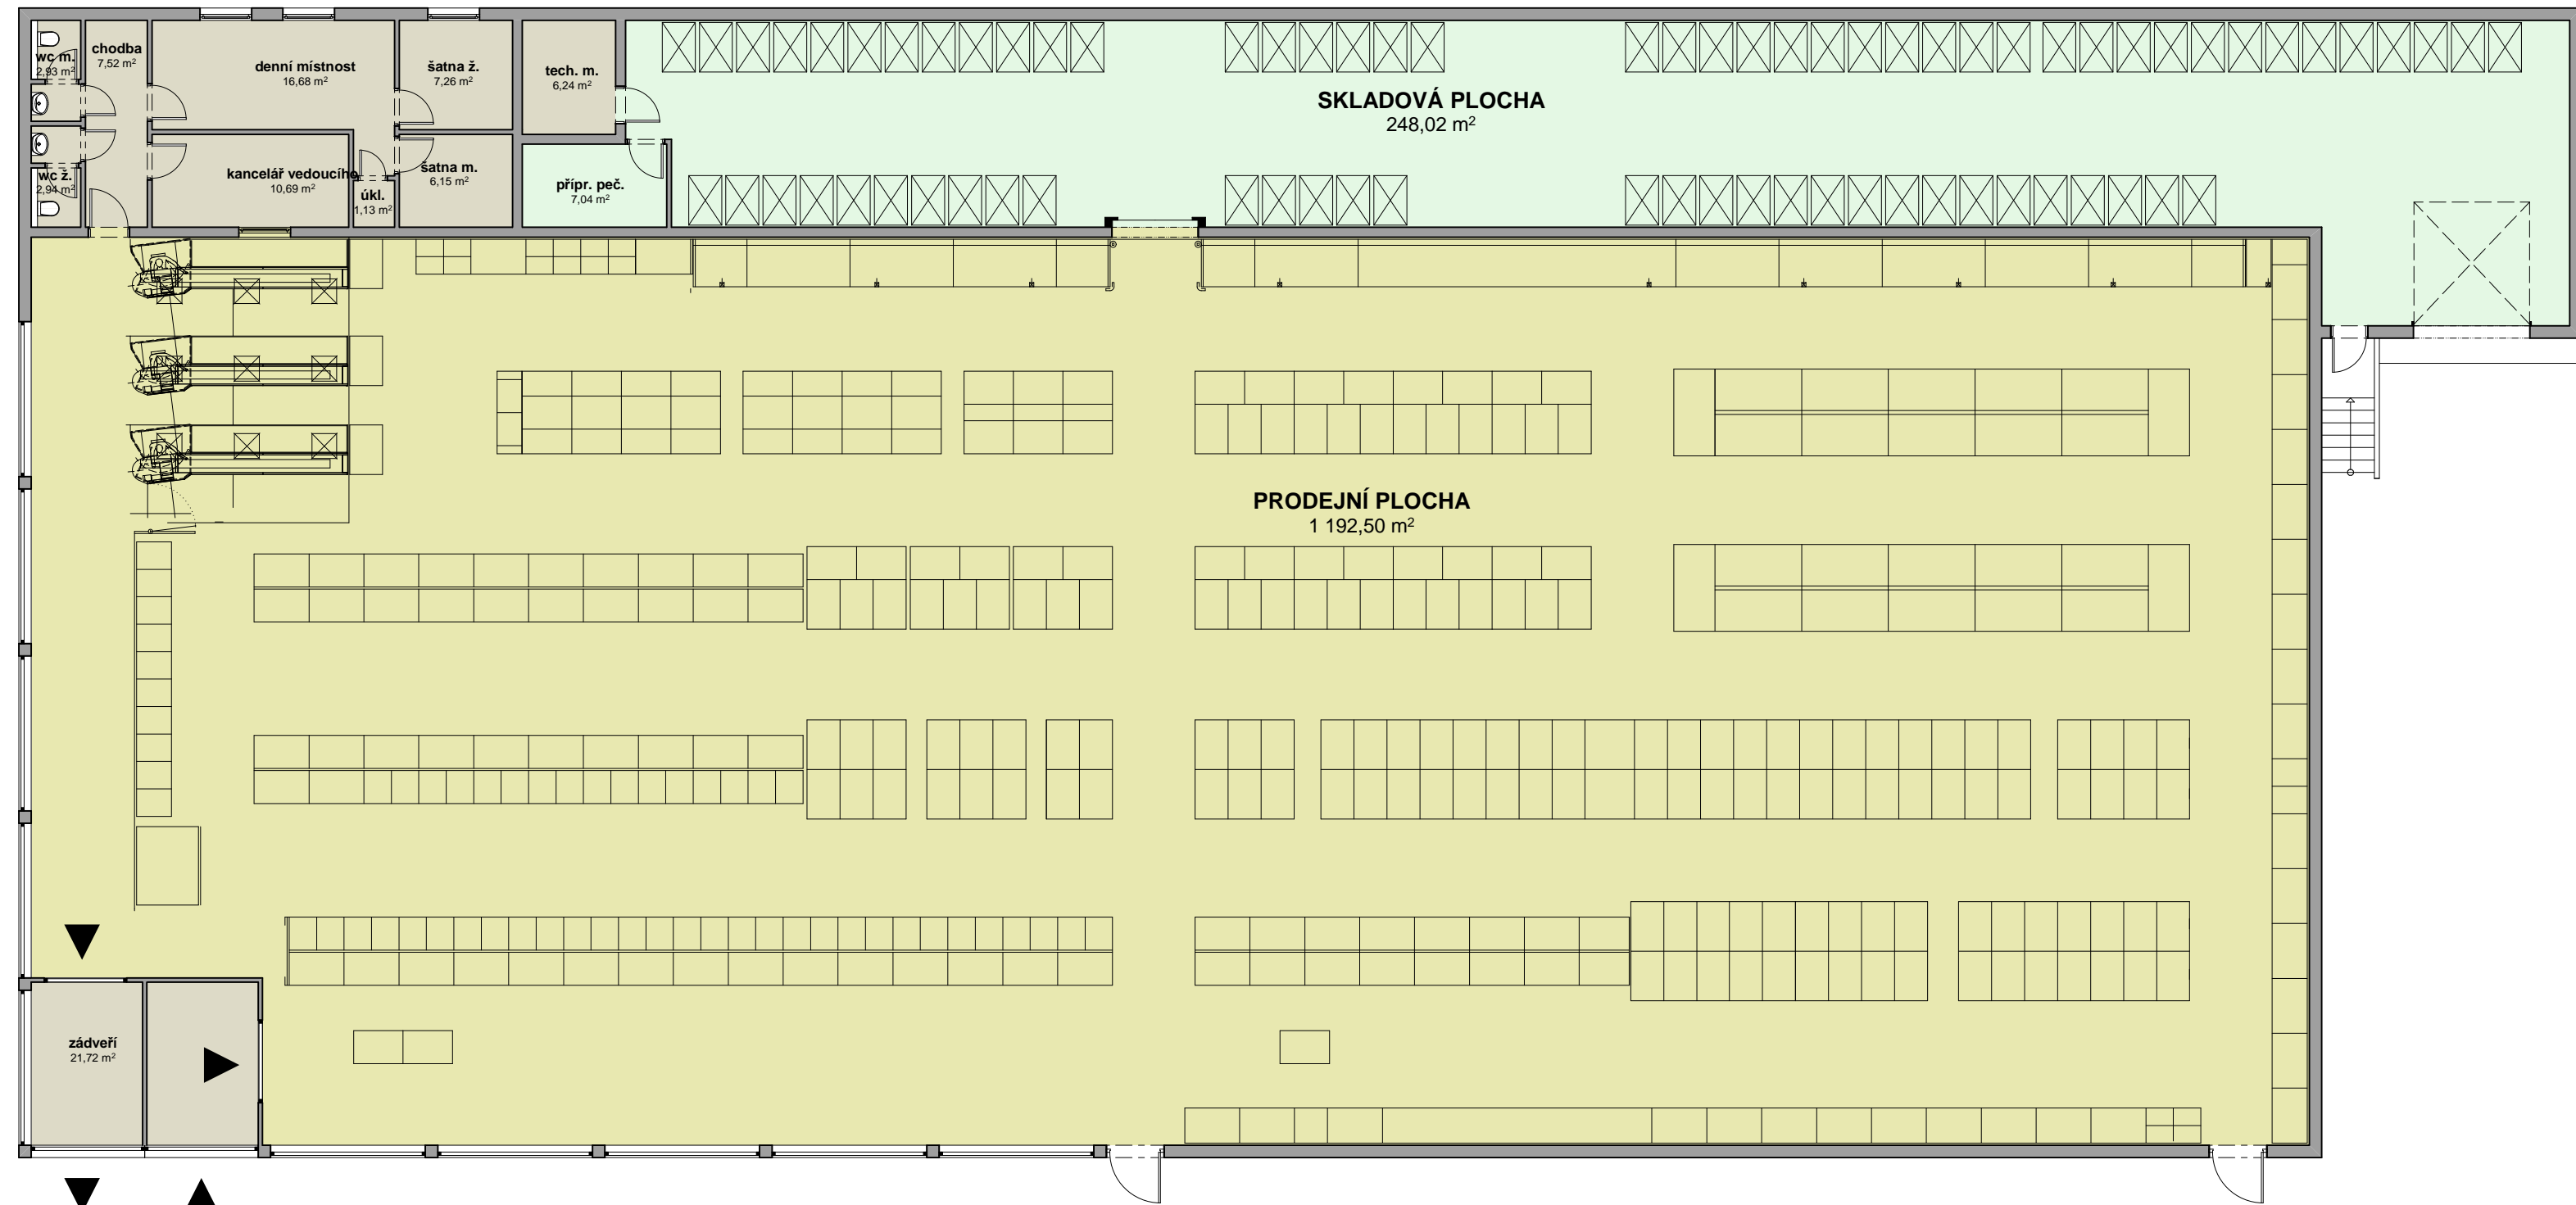 wc m.
2,93 m²
chodba
7,52 m²
denní místnost
16,68 m²
šatna ž.
7,26 m²
tech. m.
6,24 m²
SKLADOVÁ PLOCHA
248,02 m²
wc ž.
2,94 m²
kancelář vedoucího
10,69 m²
úkl.
1,13 m²
šatna m.
6,15 m²
přípr. peč.
7,04 m²
PRODEJNÍ PLOCHA
1 192,50 m²
zádveří
21,72 m²